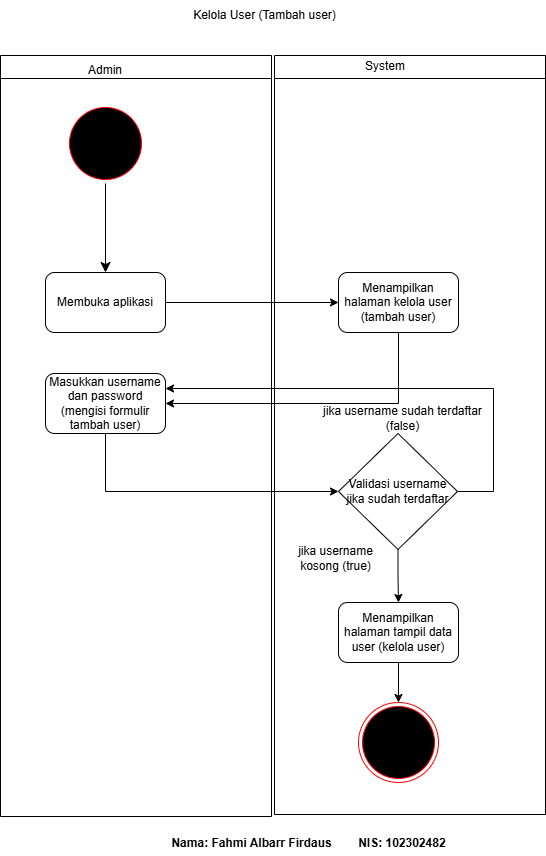 Kelola User (Tambah user)
Admin
System
Membuka aplikasi
Menampilkan
halaman kelola user
(tambah user)
Masukkan username
dan password
(mengisi formulir
tambah user)
jika username sudah terdaftar
(false)
Validasi username
jika sudah terdaftar
jika username
kosong (true)
Menampilkan
halaman tampil data
user (kelola user)
Nama: Fahmi Albarr Firdaus NIS: 102302482